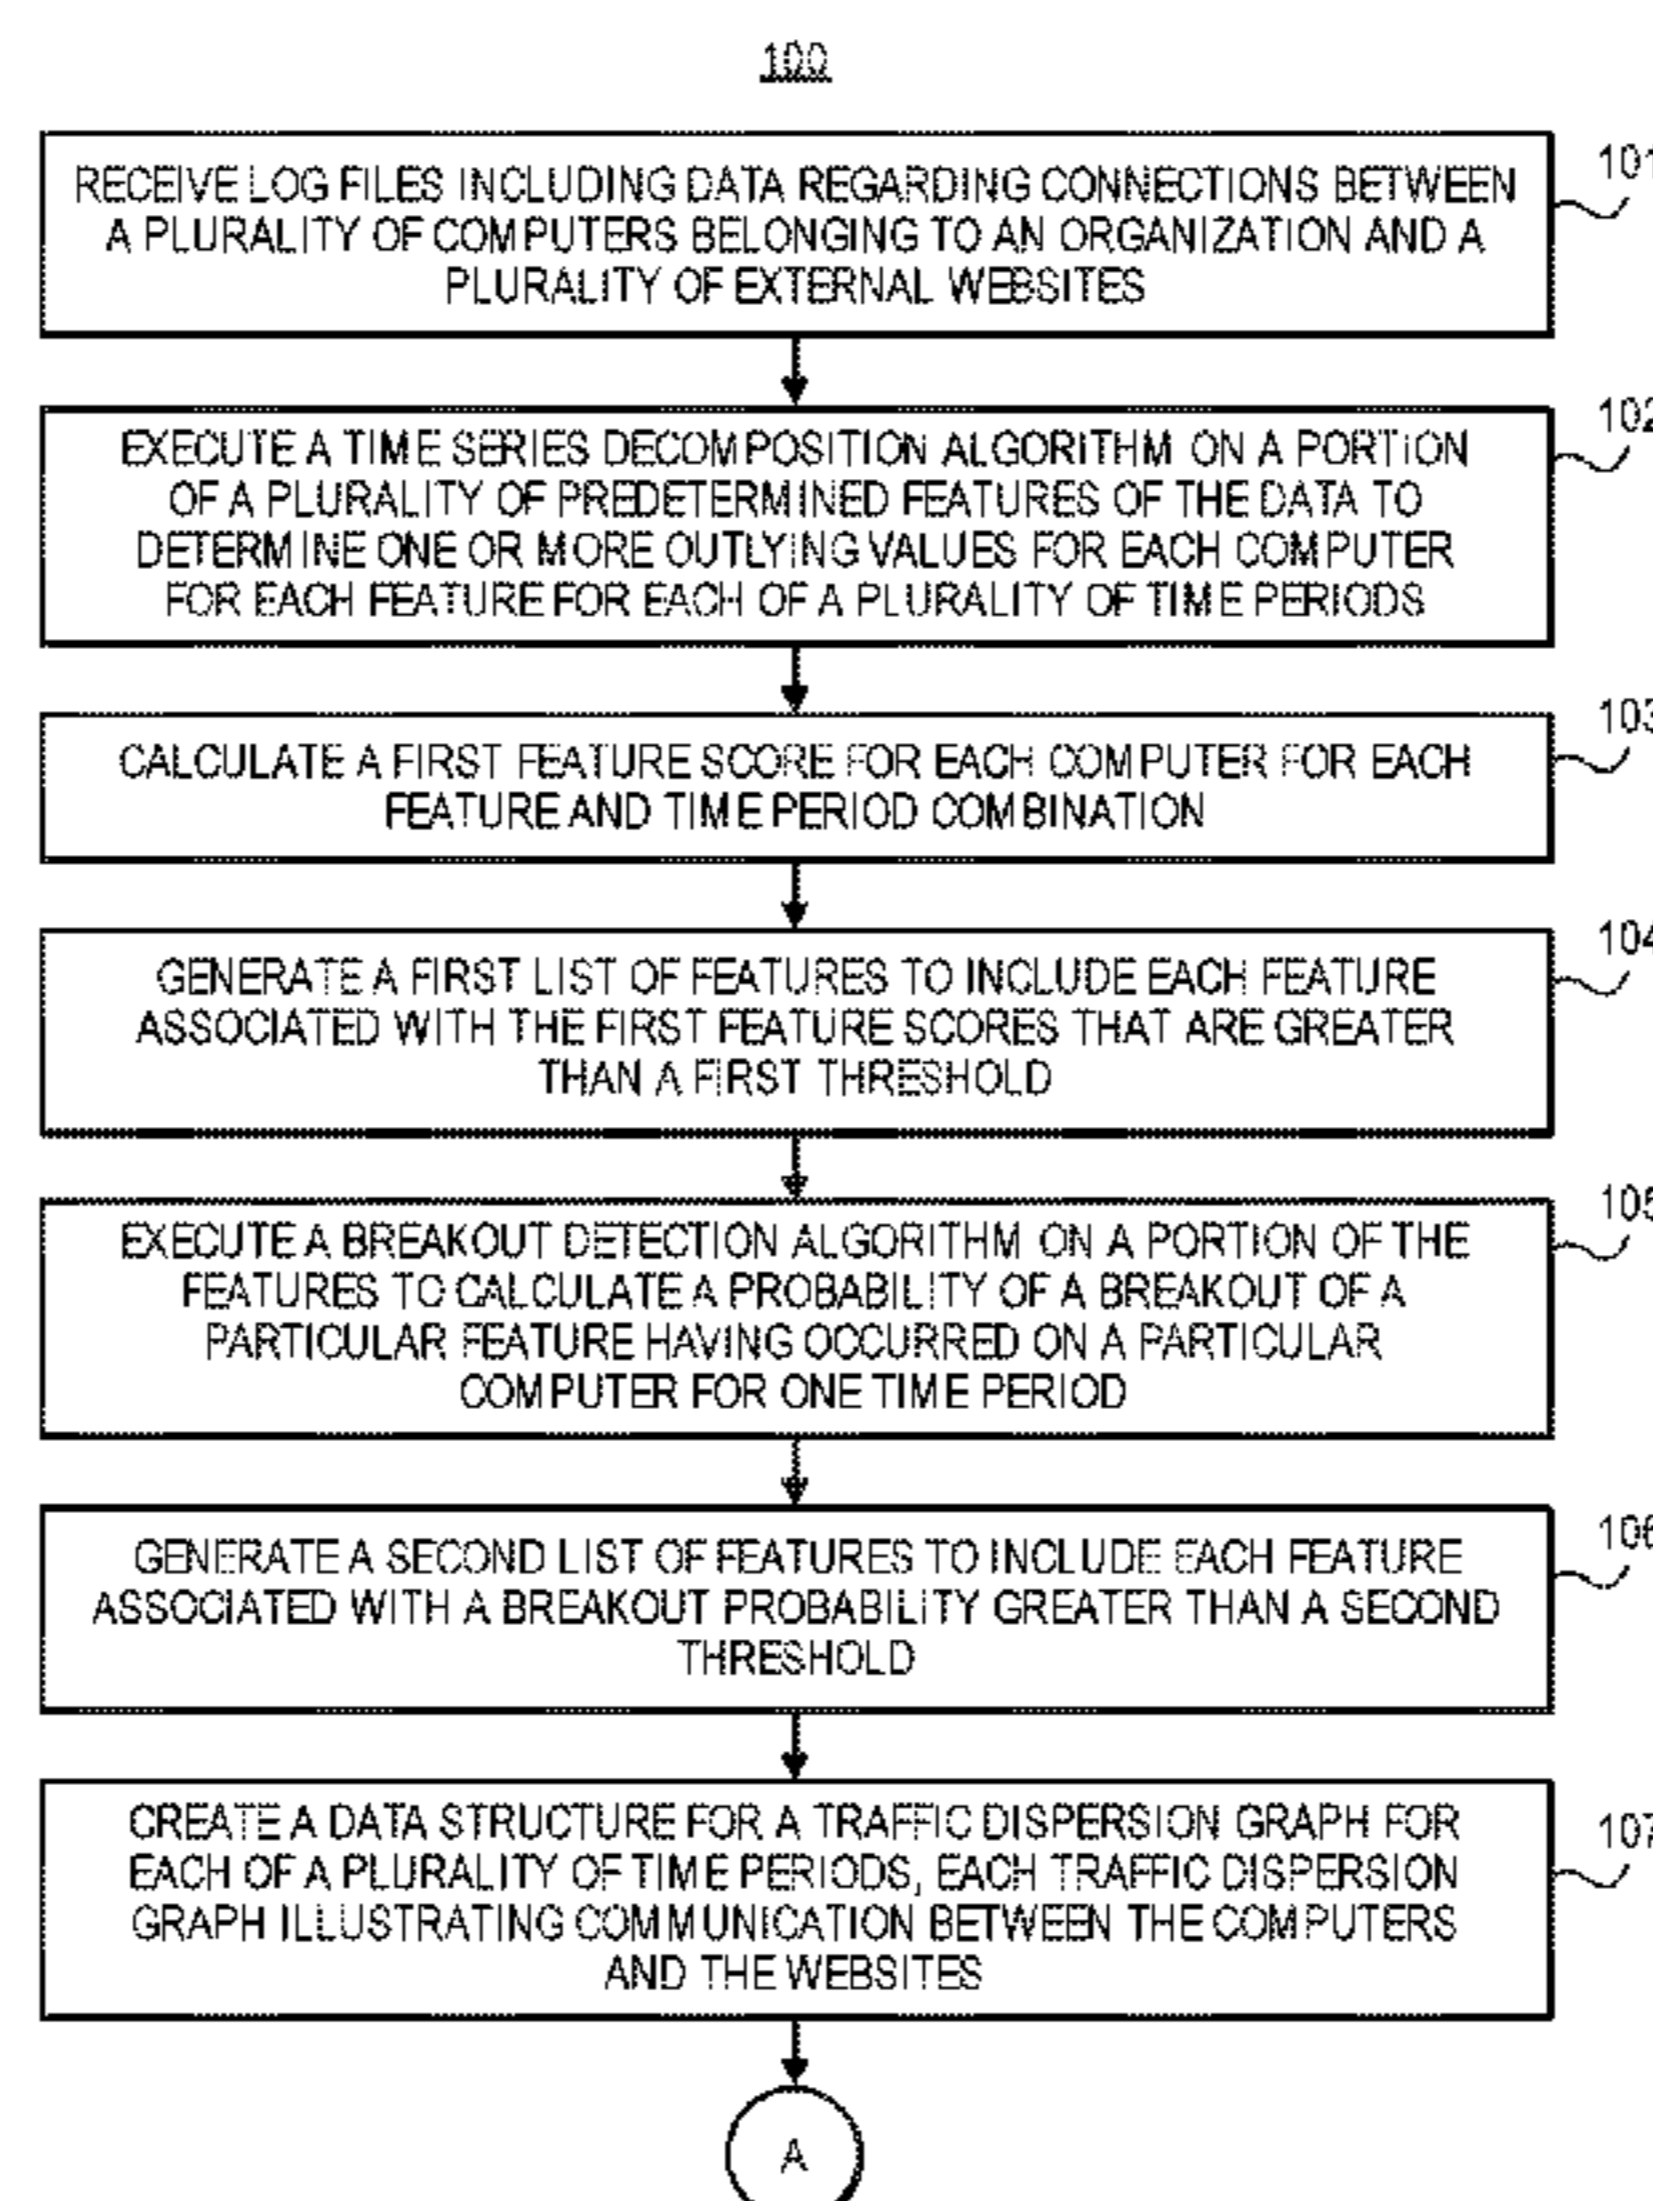 100
RECEIVE LOG FILES INCLUDING DATA REGARDING CONNECTIONS BETWEEN
A PLURALITY OF COMPUTERS BELONGING TO AN ORGANIZATION AND A
PLURALITY OF EXTERNAL WEBSITES
101
EXECUTE A TIME SERIES DECOMPOSITION ALGORITHM ON A PORTION
OF A PLURALITY OF PREDETERMINED FEATURES OF THE DATA TO
DETERMINE ONE OR MORE OUTLYING VALUES FOR EACH COMPUTER
FOR EACH FEATURE FOR EACH OF A PLURALITY OF TIME PERIODS
102
CALCULATE A FIRST FEATURE SCORE FOR EACH COMPUTER FOR EACH
FEATURE AND TIME PERIOD COMBINATION
103
GENERATE A FIRST LIST OF FEATURES TO INCLUDE EACH FEATURE
ASSOCIATED WITH THE FIRST FEATURE SCORES THAT ARE GREATER
THAN A FIRST THRESHOLD
104
EXECUTE A BREAKOUT DETECTION ALGORITHM ON A PORTION OF THE
FEATURES TO CALCULATE A PROBABILITY OF A BREAKOUT OF A
PARTICULAR FEATURE HAVING OCCURRED ON A PARTICULAR
COMPUTER FOR ONE TIME PERIOD
105
GENERATE A SECOND LIST OF FEATURES TO INCLUDE EACH FEATURE
ASSOCIATED WITH A BREAKOUT PROBABILITY GREATER THAN A SECOND
THRESHOLD
106
CREATE A DATA STRUCTURE FOR A TRAFFIC DISPERSION GRAPH FOR
EACH OF A PLURALITY OF TIME PERIODS, EACH TRAFFIC DISPERSION
GRAPH ILLUSTRATING COMMUNICATION BETWEEN THE COMPUTERS
AND THE WEBSITES
107
A